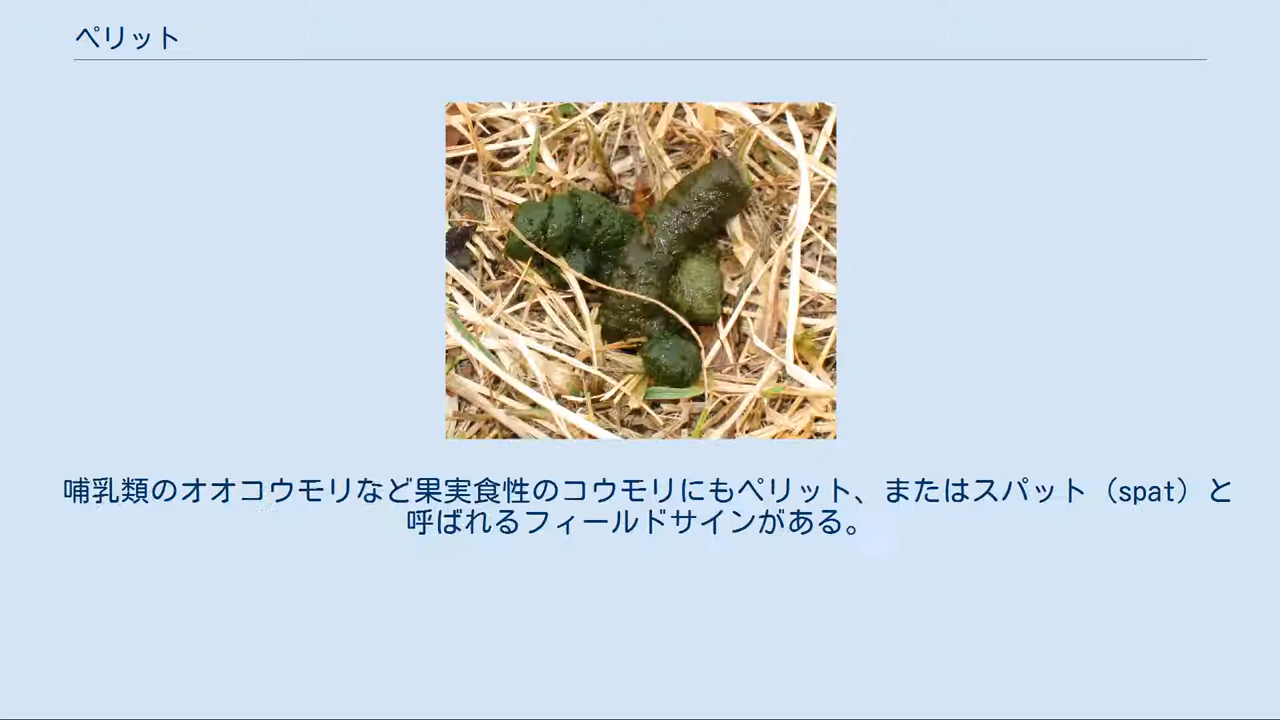 ペリット
哺乳類のオオコウモリなど果実食性のコウモリにもペリット、またはスパット（spat）と
呼ばれるフィールドサインがある。